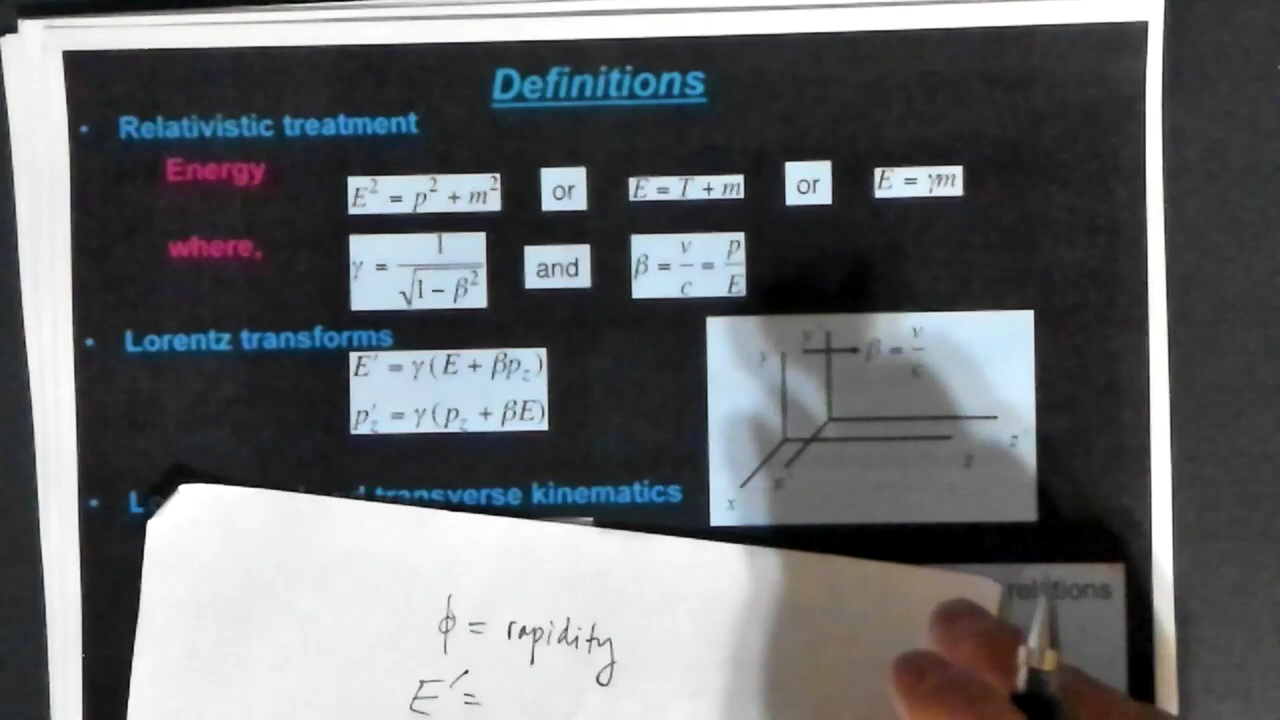 Definitions
• Relativistic treatment
Energy
E² = p² + m² or E = T + m or E = γm
where,
γ = 1 / √(1 − β²) and β = v/c = p/E
• Lorentz transforms
E′ = γ(E + βp_z)
p′_z = γ(p_z + βE)
y y′ β = v/c
z z
x x′
• transverse kinematics
relations
ϕ = rapidity
E′ =